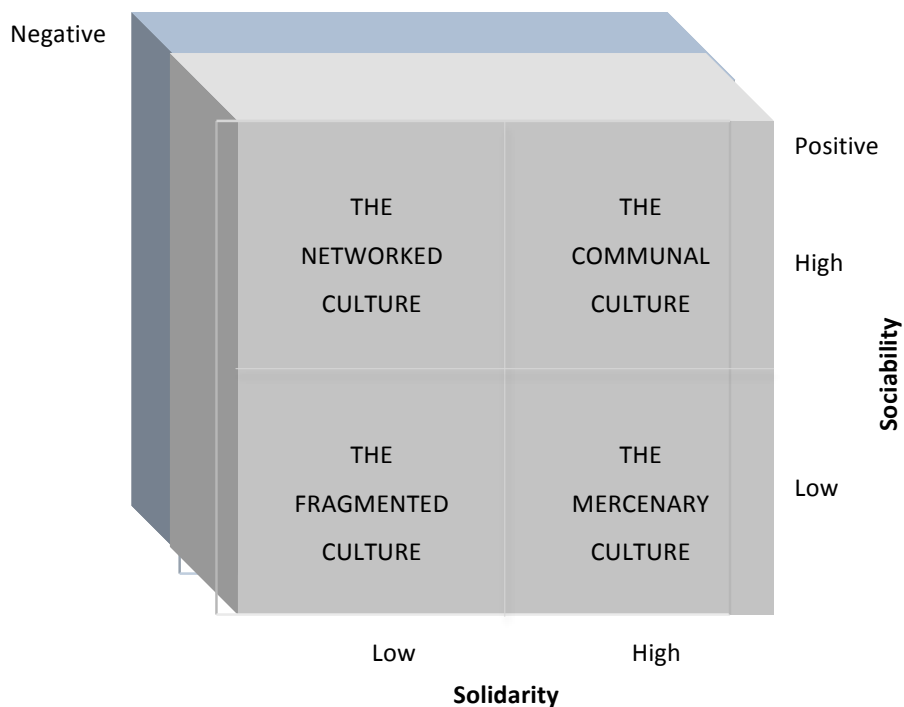 Negative
Positive
THE
NETWORKED
CULTURE
THE
COMMUNAL
CULTURE
High
Sociability
THE
FRAGMENTED
CULTURE
THE
MERCENARY
CULTURE
Low
Low
High
Solidarity